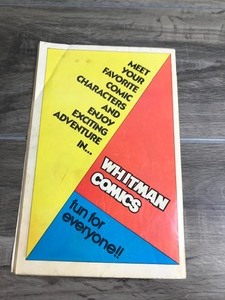 MEET
YOUR
FAVORITE
COMIC
CHARACTERS
AND
ENJOY
EXCITING
ADVENTURE
IN...
WHITMAN
COMICS
fun for
everyone!!